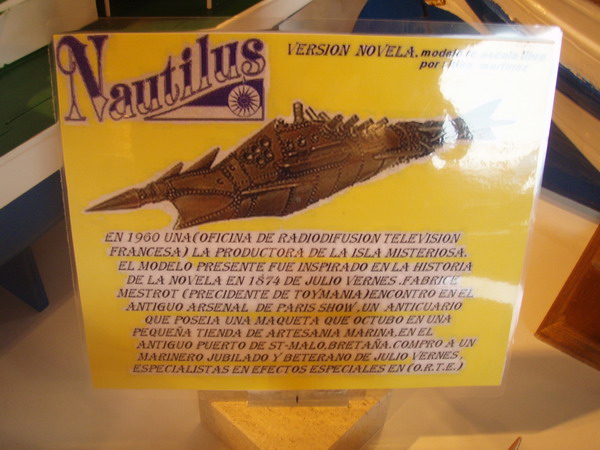 Nautilus
VERSION NOVELA. modelo
por
EN 1960 UNA(OFICINA DE RADIODIFUSION TELEVISION
FRANCESA) LA PRODUCTORA DE LA ISLA MISTERIOSA.
EL MODELO PRESENTE FUE INSPIRADO EN LA HISTORIA
DE LA NOVELA EN 1874 DE JULIO VERNES.FABRICE
MESTROT (PRECIDENTE DE TOYMANIA)ENCONTRO EN EL
ANTIGUO ARSENAL DE PARIS SHOW, UN ANTICUARIO
QUE POSEIA UNA MAQUETA QUE OCTUBO EN UNA
PEQUEÑA TIENDA DE ARTESANIA MARINA.EN EL
ANTIGUO PUERTO DE ST-MALO,BRETAÑA.COMPRO A UN
MARINERO JUBILADO Y BETERANO DE JULIO VERNES,
ESPECIALISTAS EN EFECTOS ESPECIALES EN (O.R.T.E.)